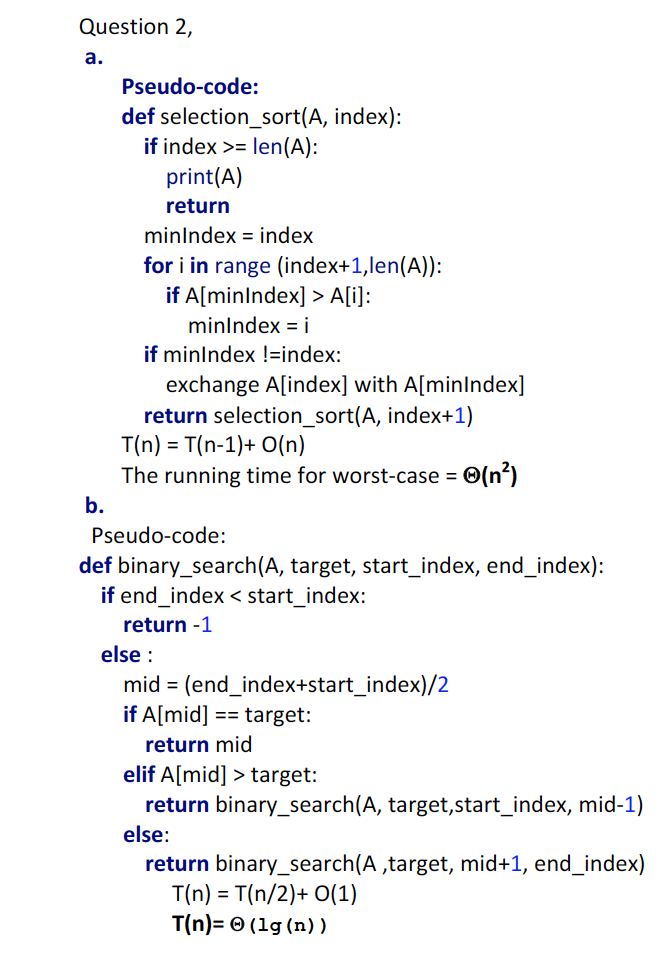 Question 2,
a.
Pseudo-code:
def selection_sort(A, index):
if index >= len(A):
print(A)
return
minIndex = index
for i in range (index+1,len(A)):
if A[minIndex] > A[i]:
minIndex = i
if minIndex !=index:
exchange A[index] with A[minIndex]
return selection_sort(A, index+1)
T(n) = T(n-1)+ O(n)
The running time for worst-case = Θ(n²)
b.
Pseudo-code:
def binary_search(A, target, start_index, end_index):
if end_index < start_index:
return -1
else :
mid = (end_index+start_index)/2
if A[mid] == target:
return mid
elif A[mid] > target:
return binary_search(A, target,start_index, mid-1)
else:
return binary_search(A ,target, mid+1, end_index)
T(n) = T(n/2)+ O(1)
T(n)= Θ(lg(n))